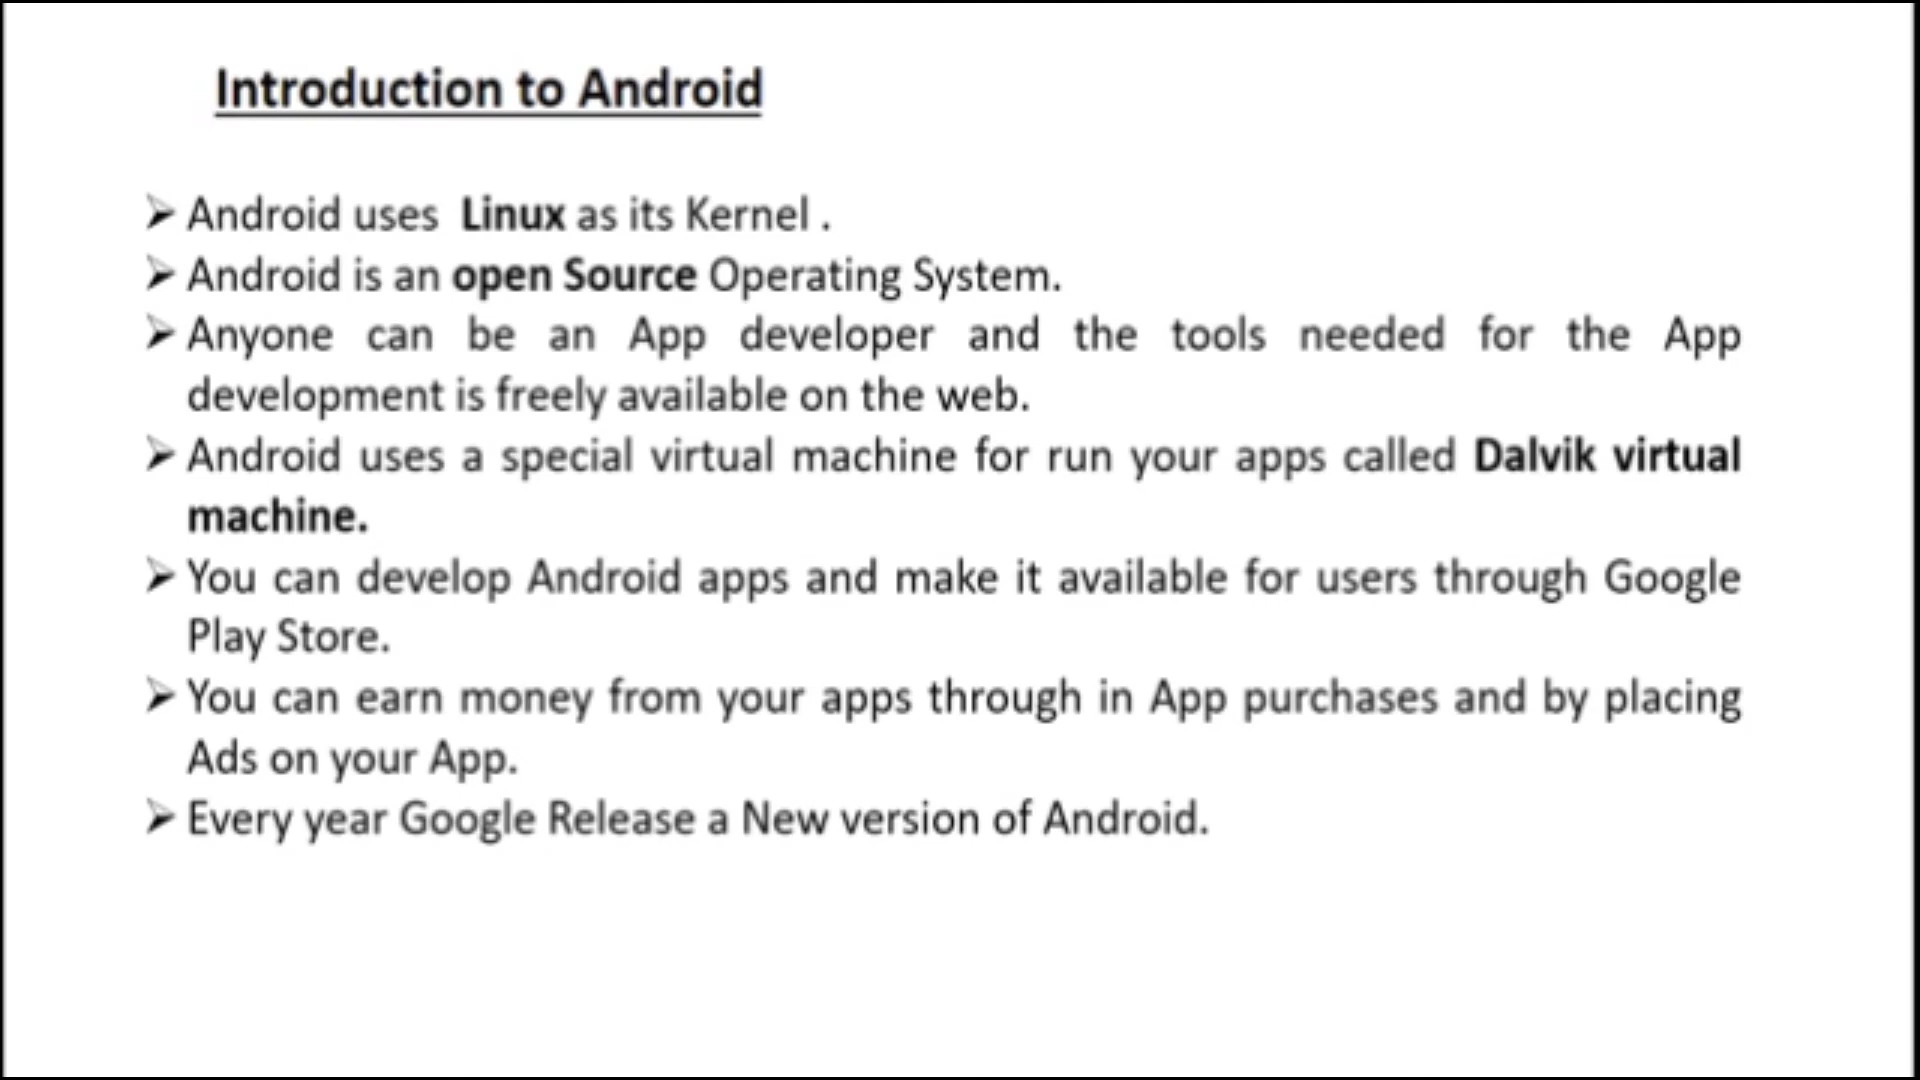 Introduction to Android
➢ Android uses Linux as its Kernel .
➢ Android is an open Source Operating System.
➢ Anyone can be an App developer and the tools needed for the App
development is freely available on the web.
➢ Android uses a special virtual machine for run your apps called Dalvik virtual
machine.
➢ You can develop Android apps and make it available for users through Google
Play Store.
➢ You can earn money from your apps through in App purchases and by placing
Ads on your App.
➢ Every year Google Release a New version of Android.